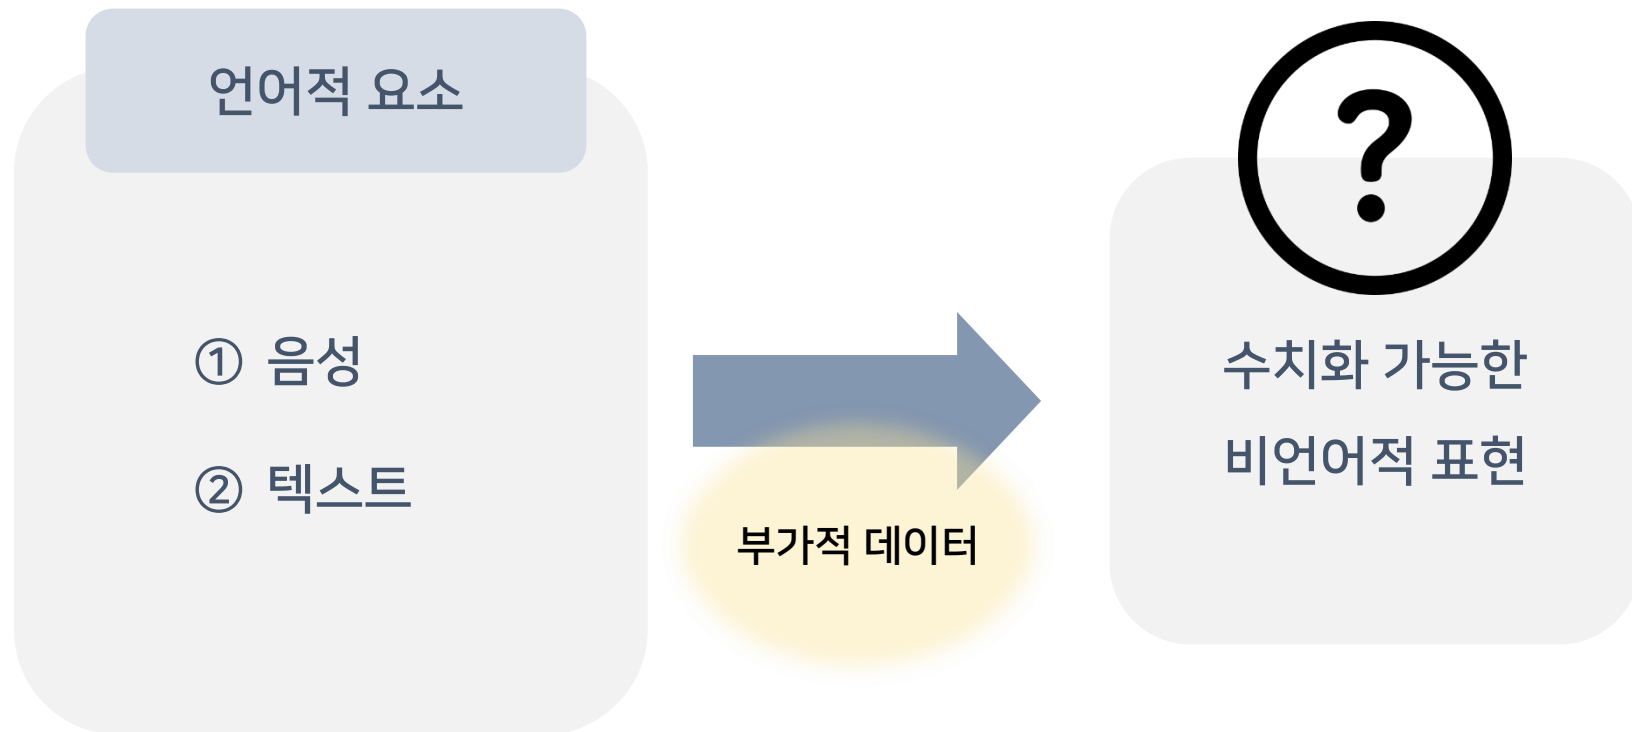 언어적 요소
① 음성
② 텍스트
부가적 데이터
?
수치화 가능한
비언어적 표현